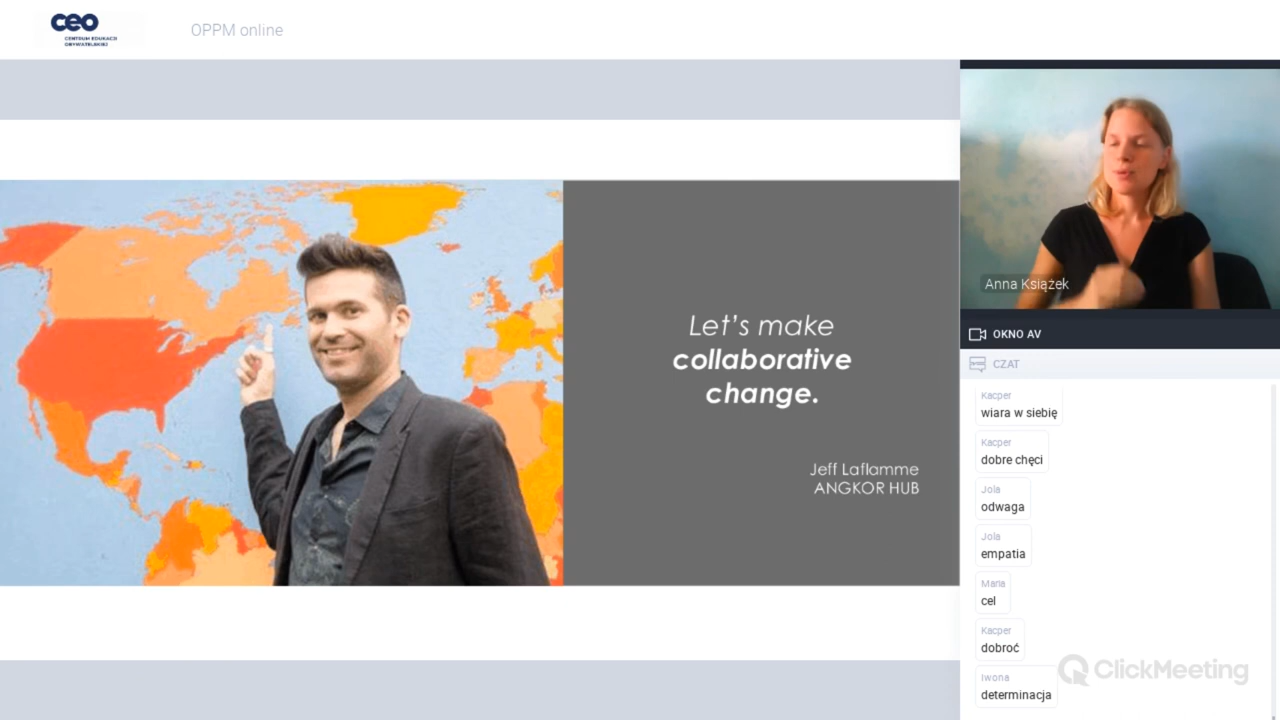 ceo
CENTRUM EDUKACJI
OBYWATELSKIEJ
OPPM online
Let's make
collaborative
change.
Jeff Laflamme
ANGKOR HUB
Anna Książek
OKNO AV
CZAT
Kacper
wiara w siebię
Kacper
dobre chęci
Jola
odwaga
Jola
empatia
Maria
cel
Kacper
dobroć
Iwona
determinacja
ClickMeeting